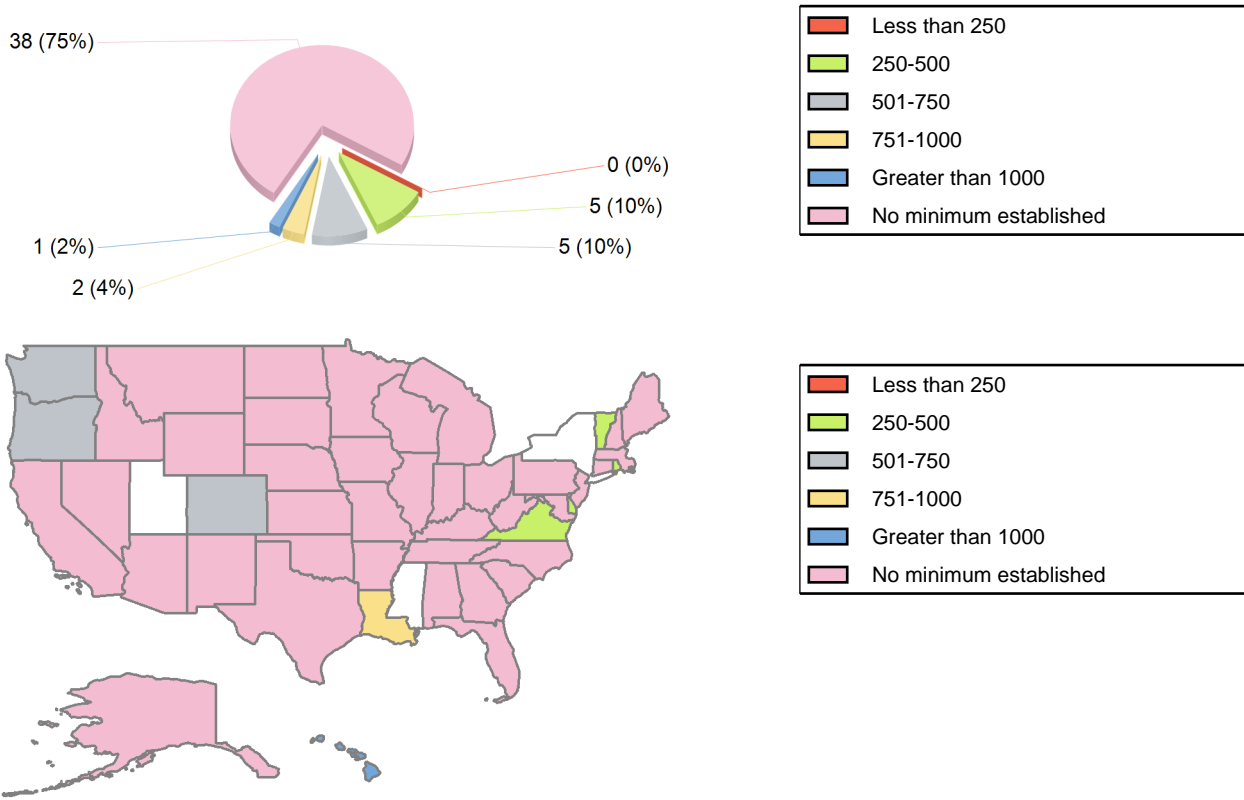 38 (75%)
0 (0%)
5 (10%)
5 (10%)
1 (2%)
2 (4%)
Less than 250
250-500
501-750
751-1000
Greater than 1000
No minimum established
Less than 250
250-500
501-750
751-1000
Greater than 1000
No minimum established